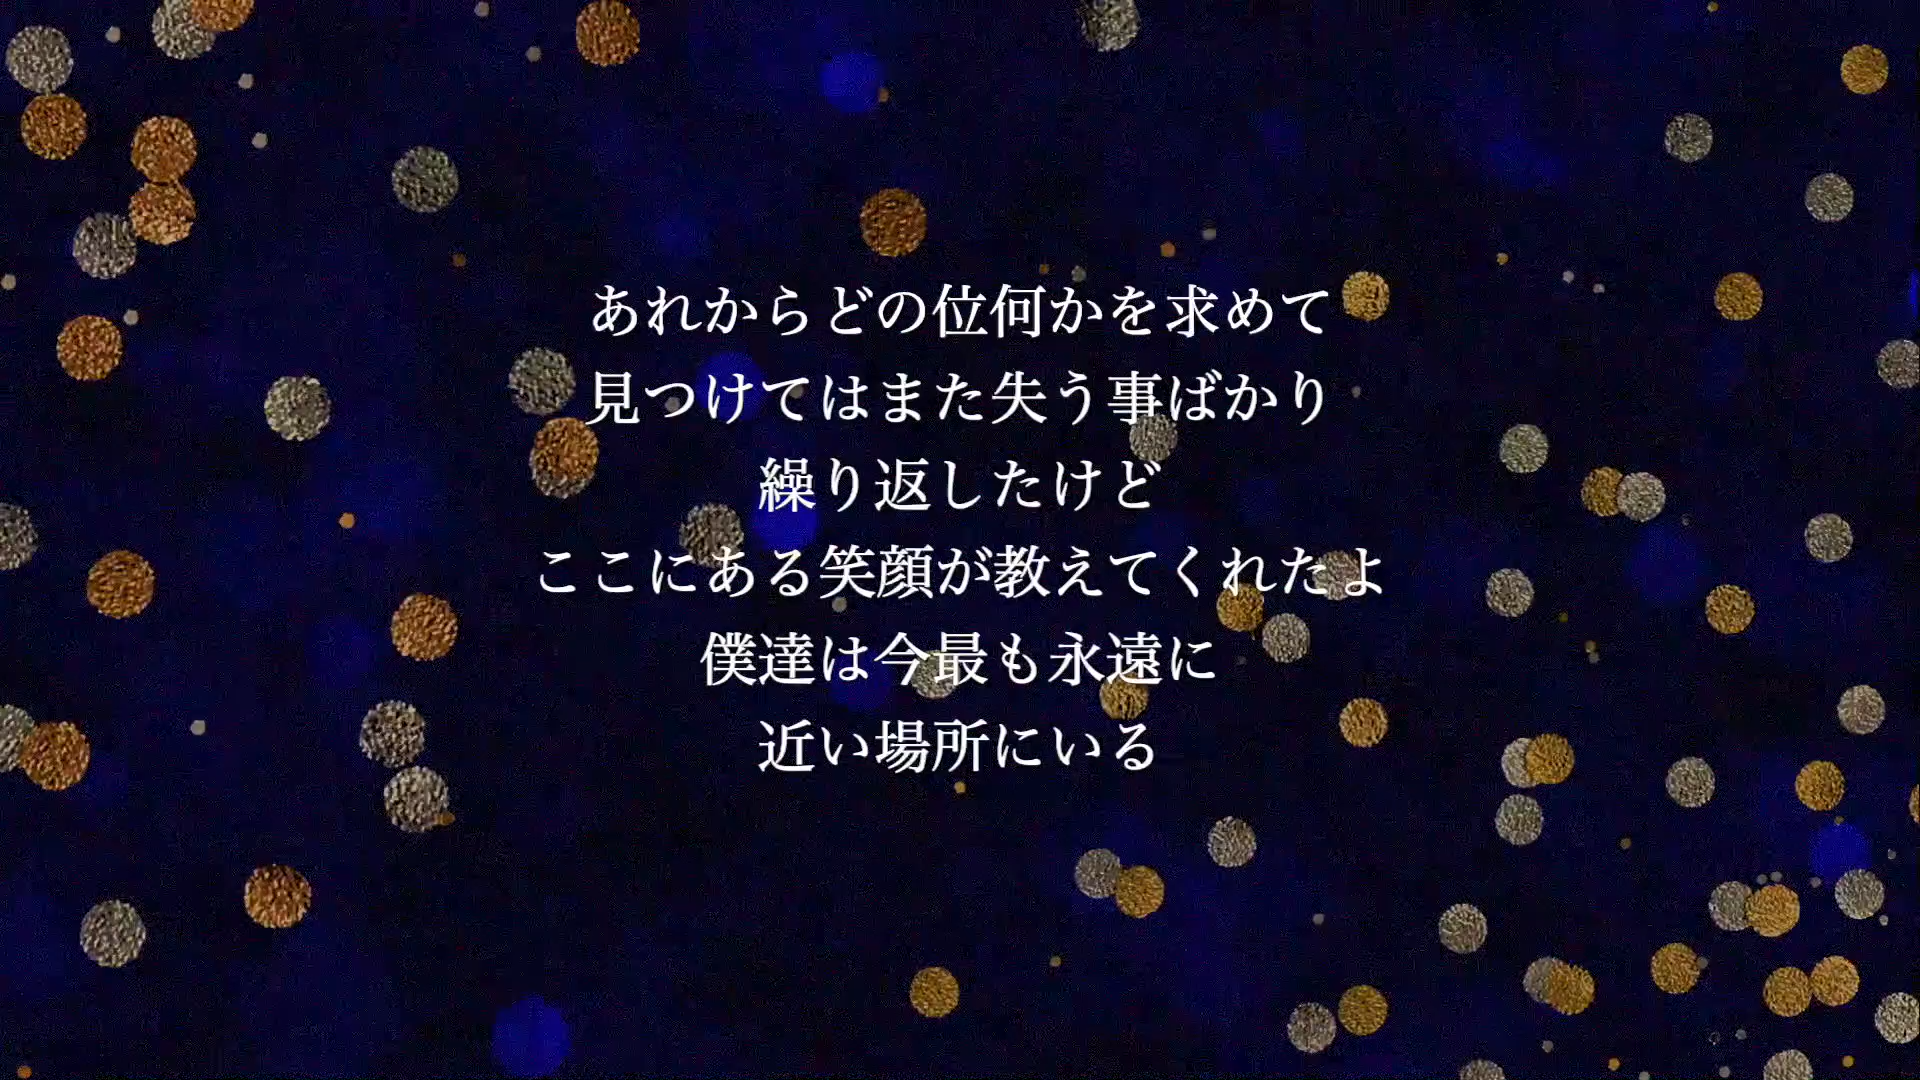 あれからどの位何かを求めて
見つけてはまた失う事ばかり
繰り返したけど
ここにある笑顔が教えてくれたよ
僕達は今最も永遠に
近い場所にいる